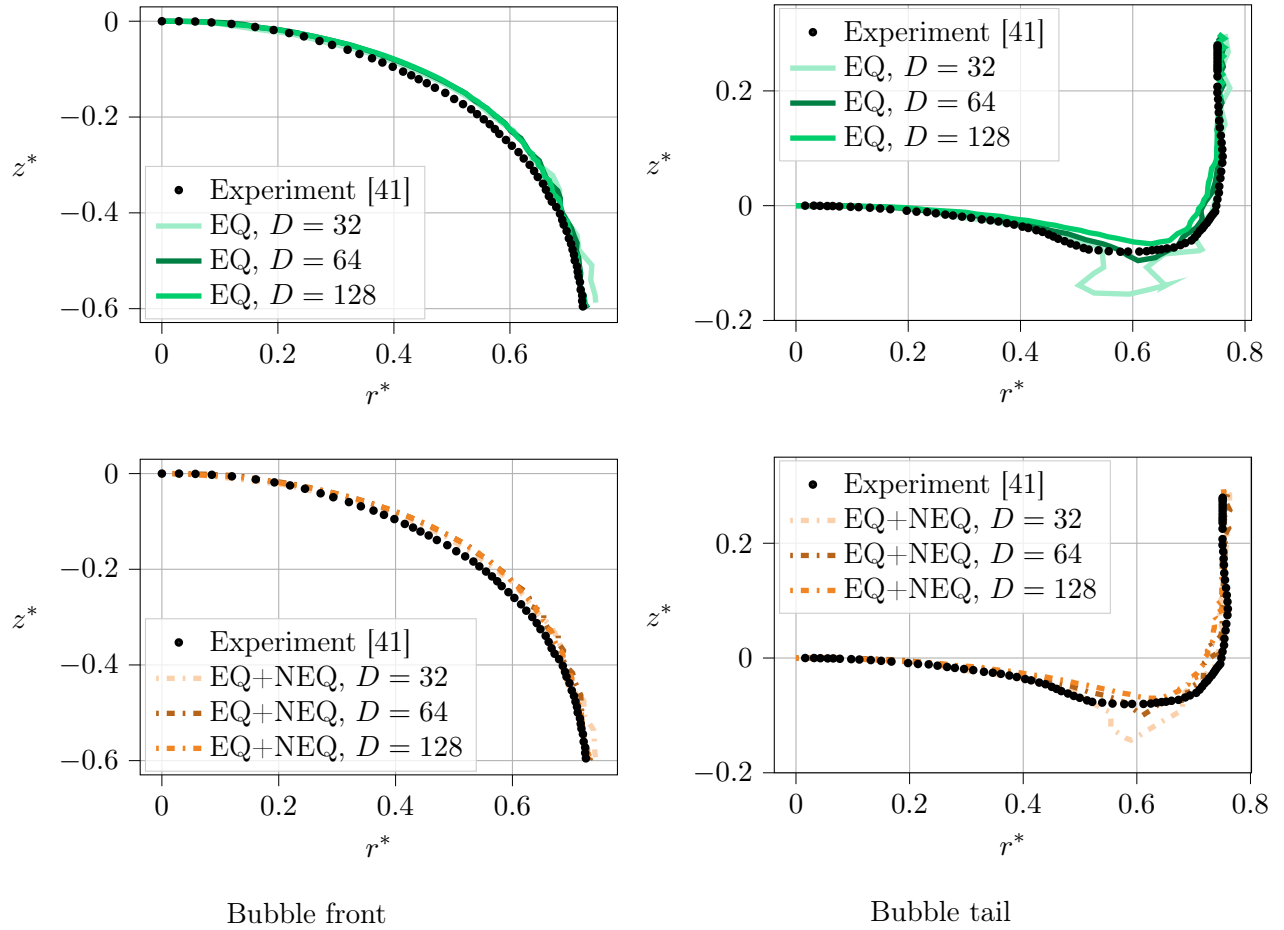 0
−0.2
−0.4
−0.6
z*
Experiment [41]
EQ, D = 32
EQ, D = 64
EQ, D = 128
0 0.2 0.4 0.6
r*
0.2
0
−0.2
z*
Experiment [41]
EQ, D = 32
EQ, D = 64
EQ, D = 128
0 0.2 0.4 0.6 0.8
r*
0
−0.2
−0.4
−0.6
z*
Experiment [41]
EQ+NEQ, D = 32
EQ+NEQ, D = 64
EQ+NEQ, D = 128
0 0.2 0.4 0.6
r*
0.2
0
−0.2
z*
Experiment [41]
EQ+NEQ, D = 32
EQ+NEQ, D = 64
EQ+NEQ, D = 128
0 0.2 0.4 0.6 0.8
r*
Bubble front
Bubble tail